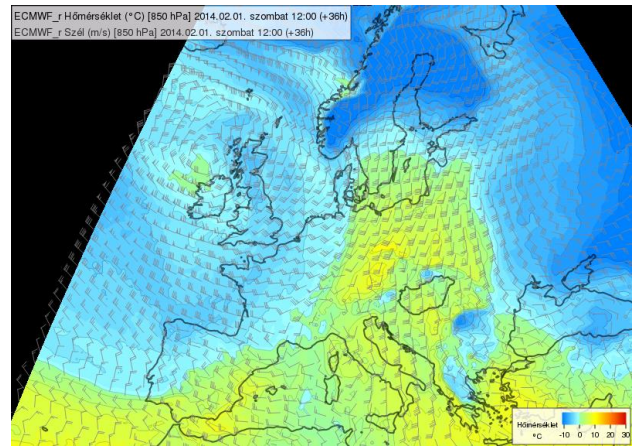 ECMWF_r Hőmérséklet (°C) [850 hPa] 2014.02.01. szombat 12:00 (+36h)
ECMWF_r Szél (m/s) [850 hPa] 2014.02.01. szombat 12:00 (+36h)
Hőmérséklet
°C
-10 0 10 20 30